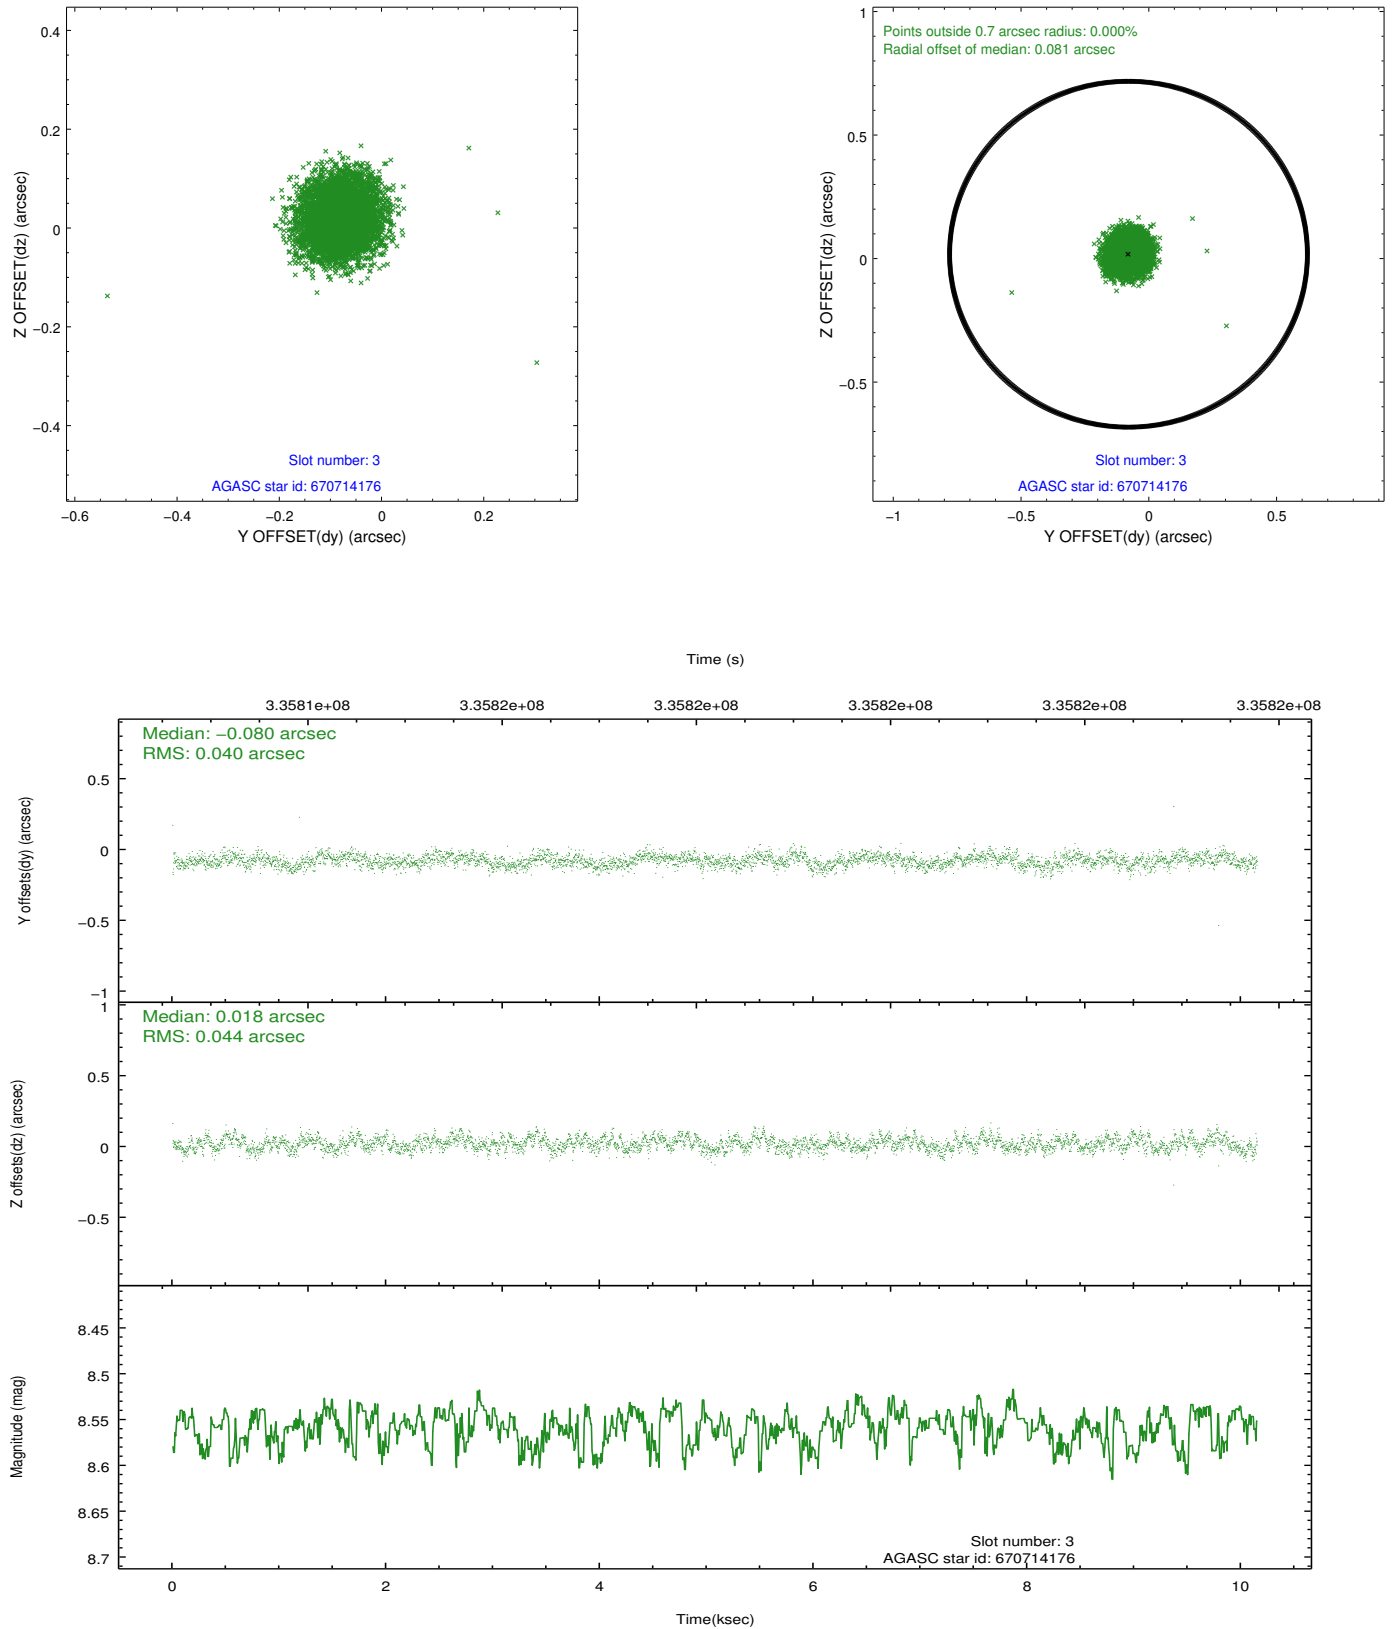 0.4
0.2
0
−0.2
−0.4
Z OFFSET(dz) (arcsec)
Slot number: 3
AGASC star id: 670714176
−0.6 −0.4 −0.2 0 0.2
Y OFFSET(dy) (arcsec)
Points outside 0.7 arcsec radius: 0.000%
Radial offset of median: 0.081 arcsec
1
0.5
0
−0.5
Z OFFSET(dz) (arcsec)
Slot number: 3
AGASC star id: 670714176
−1 −0.5 0 0.5
Y OFFSET(dy) (arcsec)
Time (s)
3.3581e+08 3.3582e+08 3.3582e+08 3.3582e+08 3.3582e+08 3.3582e+08
Median: −0.080 arcsec
RMS: 0.040 arcsec
0.5
0
−0.5
−1
Y offsets(dy) (arcsec)
Median: 0.018 arcsec
RMS: 0.044 arcsec
1
0.5
0
−0.5
Z offsets(dz) (arcsec)
8.45
8.5
8.55
8.6
8.65
8.7
Magnitude (mag)
Slot number: 3
AGASC star id: 670714176
0 2 4 6 8 10
Time(ksec)